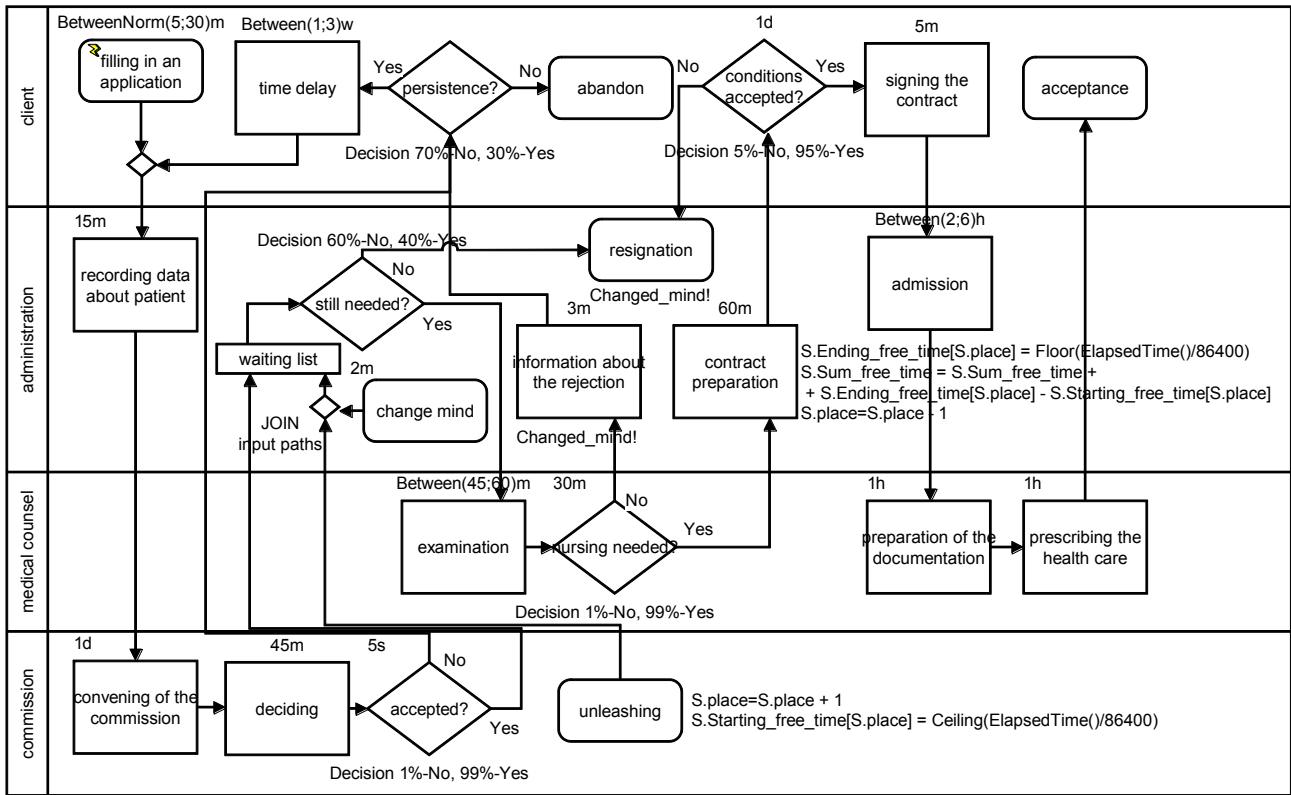 client
BetweenNorm(5;30)m
filling in an
application
Between(1;3)w
time delay
Yes
persistence?
No
Decision 70%-No, 30%-Yes
abandon
1d
No
conditions
accepted?
Yes
Decision 5%-No, 95%-Yes
5m
signing the
contract
acceptance
administration
15m
recording data
about patient
Decision 60%-No, 40%-Yes
No
still needed?
Yes
waiting list
2m
change mind
JOIN
input paths
resignation
Changed_mind!
3m
information about
the rejection
Changed_mind!
60m
contract
preparation
Between(2;6)h
admission
S.Ending_free_time[S.place] = Floor(ElapsedTime()/86400)
S.Sum_free_time = S.Sum_free_time +
+ S.Ending_free_time[S.place] - S.Starting_free_time[S.place]
S.place=S.place - 1
medical counsel
Between(45;60)m
examination
30m
No
nursing needed?
Yes
Decision 1%-No, 99%-Yes
1h
preparation of the
documentation
1h
prescribing the
health care
commission
1d
convening of the
commission
45m
deciding
5s
No
accepted?
Yes
Decision 1%-No, 99%-Yes
unleashing
S.place=S.place + 1
S.Starting_free_time[S.place] = Ceiling(ElapsedTime()/86400)